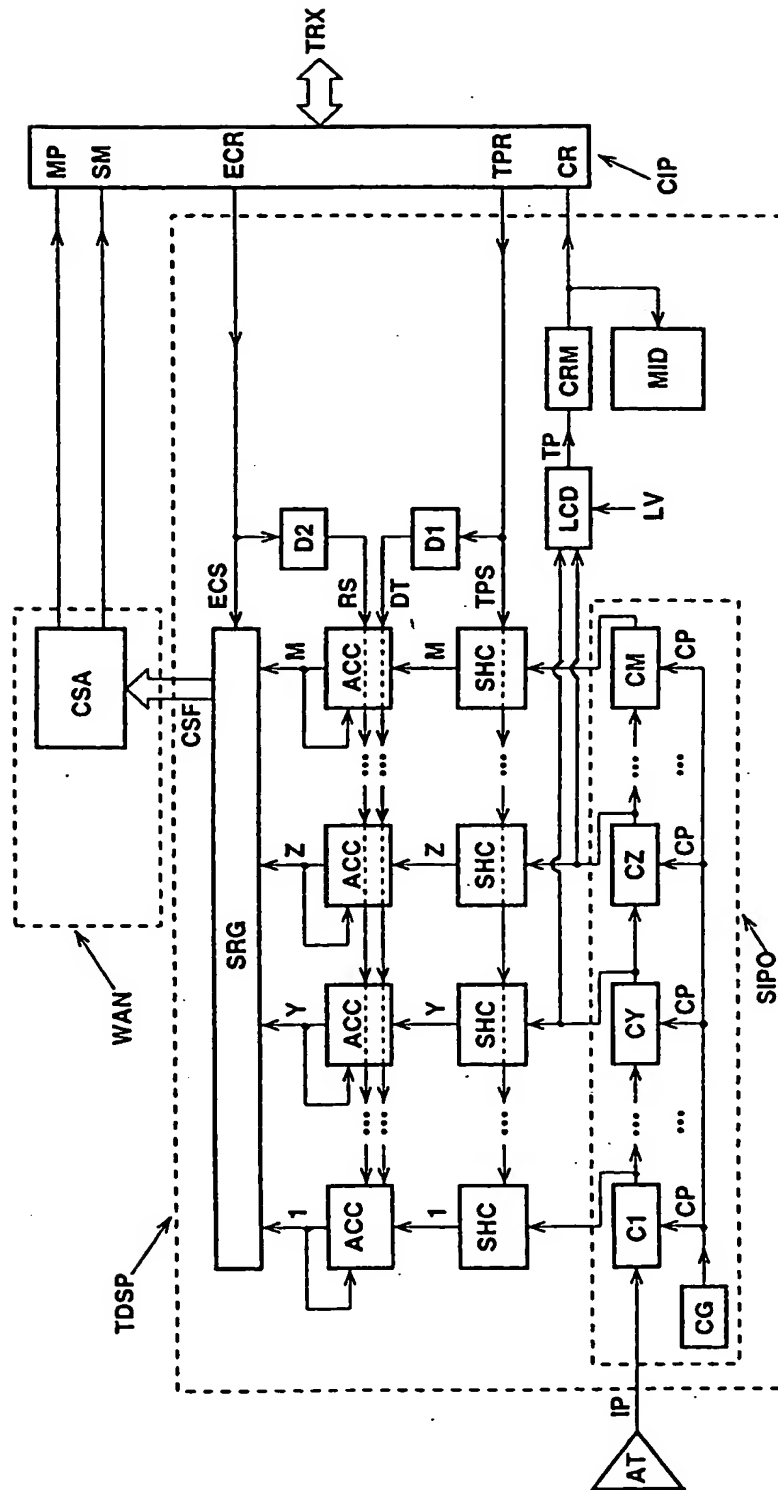 TRX
MP
SM
ECR
TPR
CR
CIP
WAN
CSA
CSF
TDSP
SRG
ECS
D2
RS
DT
D1
TPS
1
Y
Z
M
ACC
...
ACC
ACC
...
ACC
...
...
1
Y
Z
M
SHC
...
SHC
SHC
...
SHC
LCD
LV
TP
CRM
MID
SIPO
AT
IP
C1
...
CY
CZ
...
CM
CG
CP
...
CP
CP
...
CP